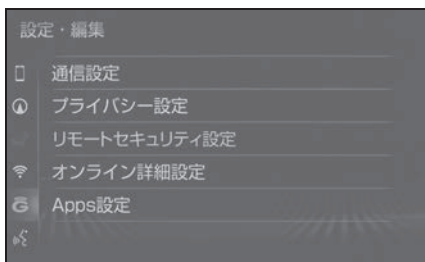 設定・編集
通信設定
プライバシー設定
リモートセキュリティ設定
オンライン詳細設定
Apps設定